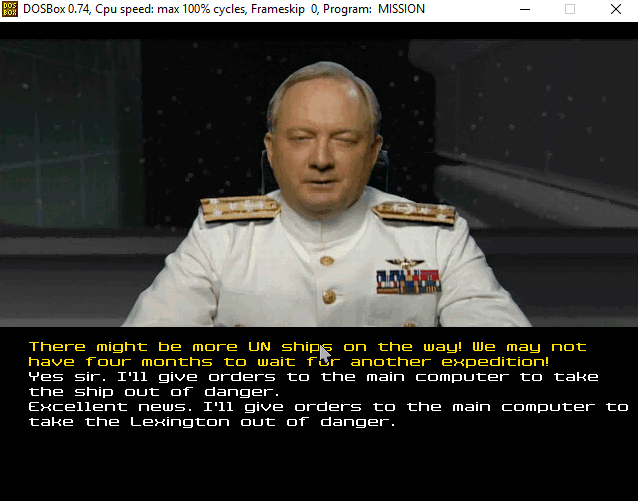 DOS
BOX
DOSBox 0.74, Cpu speed: max 100% cycles, Frameskip 0, Program: MISSION
There might be more UN ships on the way! We may not
have four months to wait for another expedition!
Yes sir. I'll give orders to the main computer to take
the ship out of danger.
Excellent news. I'll give orders to the main computer to
take the Lexington out of danger.